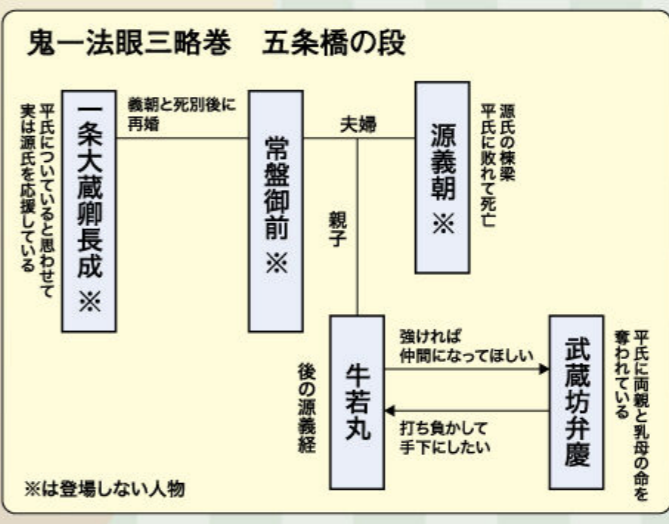 鬼一法眼三略巻　五条橋の段
源氏の棟梁
平氏に敗れて死亡
源義朝 ※
夫婦
常盤御前 ※
義朝と死別後に
再婚
一条大蔵卿長成 ※
平氏についていると思わせて
実は源氏を応援している
親子
平氏に両親と乳母の命を
奪われている
武蔵坊弁慶
強ければ
仲間になってほしい
打ち負かして
手下にしたい
牛若丸
後の源義経
※は登場しない人物